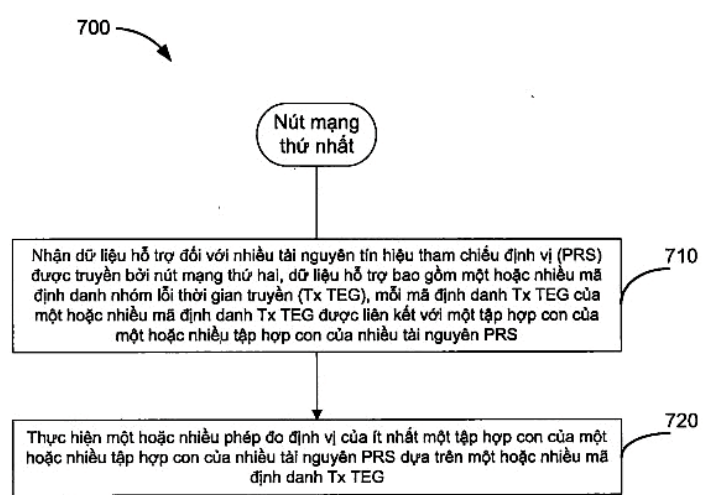 700
Nút mạng
thứ nhất
Nhận dữ liệu hỗ trợ đối với nhiều tài nguyên tín hiệu tham chiếu định vị (PRS)
được truyền bởi nút mạng thứ hai, dữ liệu hỗ trợ bao gồm một hoặc nhiều mã
định danh nhóm lỗi thời gian truyền (Tx TEG), mỗi mã định danh Tx TEG của
một hoặc nhiều mã định danh Tx TEG được liên kết với một tập hợp con của
một hoặc nhiều tập hợp con của nhiều tài nguyên PRS
710
Thực hiện một hoặc nhiều phép đo định vị của ít nhất một tập hợp con của một
hoặc nhiều tập hợp con của nhiều tài nguyên PRS dựa trên một hoặc nhiều mã
định danh Tx TEG
720